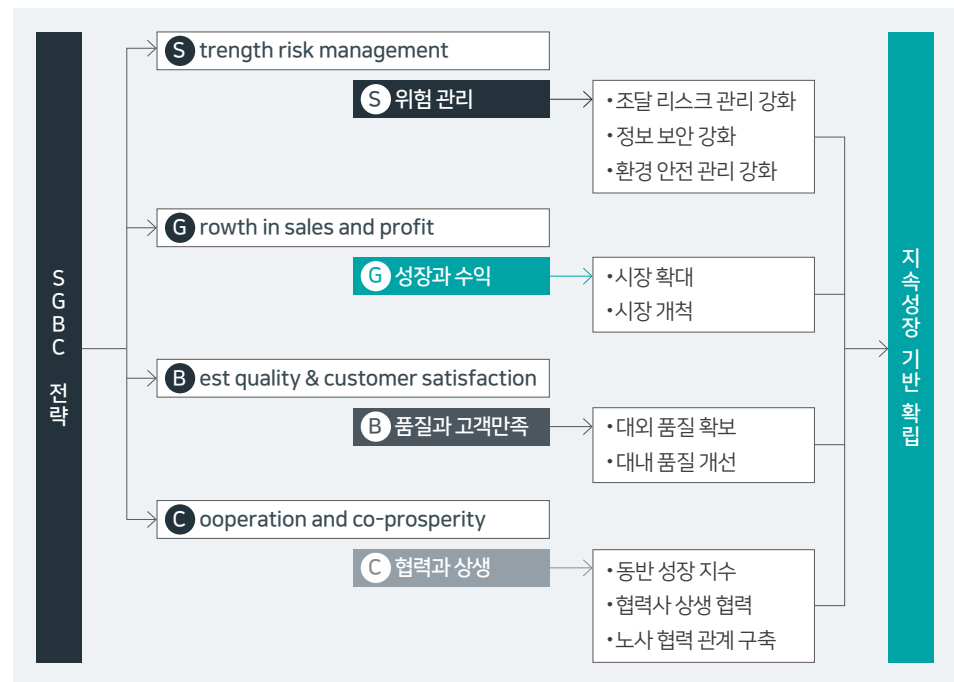 SGBC 전략
Strength risk management
S 위험 관리
•조달 리스크 관리 강화
•정보 보안 강화
•환경 안전 관리 강화
Growth in sales and profit
G 성장과 수익
•시장 확대
•시장 개척
Best quality & customer satisfaction
B 품질과 고객만족
•대외 품질 확보
•대내 품질 개선
Cooperation and co-prosperity
C 협력과 상생
•동반 성장 지수
•협력사 상생 협력
•노사 협력 관계 구축
지속성장 기반 확립